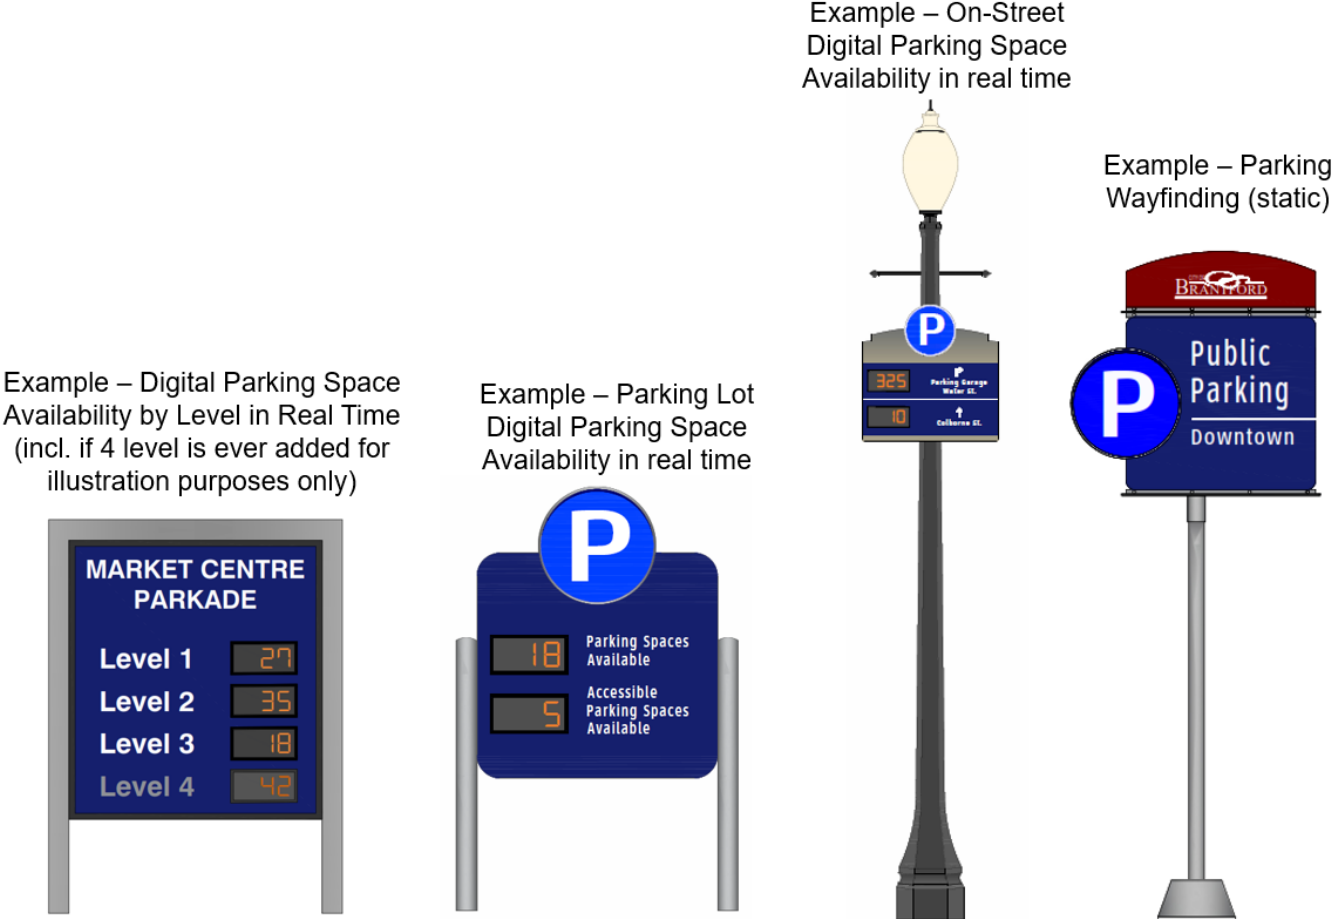 Example – On-Street
Digital Parking Space
Availability in real time
Example – Parking
Wayfinding (static)
Example – Digital Parking Space
Availability by Level in Real Time
(incl. if 4 level is ever added for
illustration purposes only)
Example – Parking Lot
Digital Parking Space
Availability in real time
MARKET CENTRE
PARKADE
Level 1 27
Level 2 35
Level 3 18
Level 4 42
P
18 Parking Spaces
Available
5 Accessible
Parking Spaces
Available
P
325 P
Parking Garage
Water St.
10 Colborne St.
BRANTFORD
P
Public
Parking
Downtown